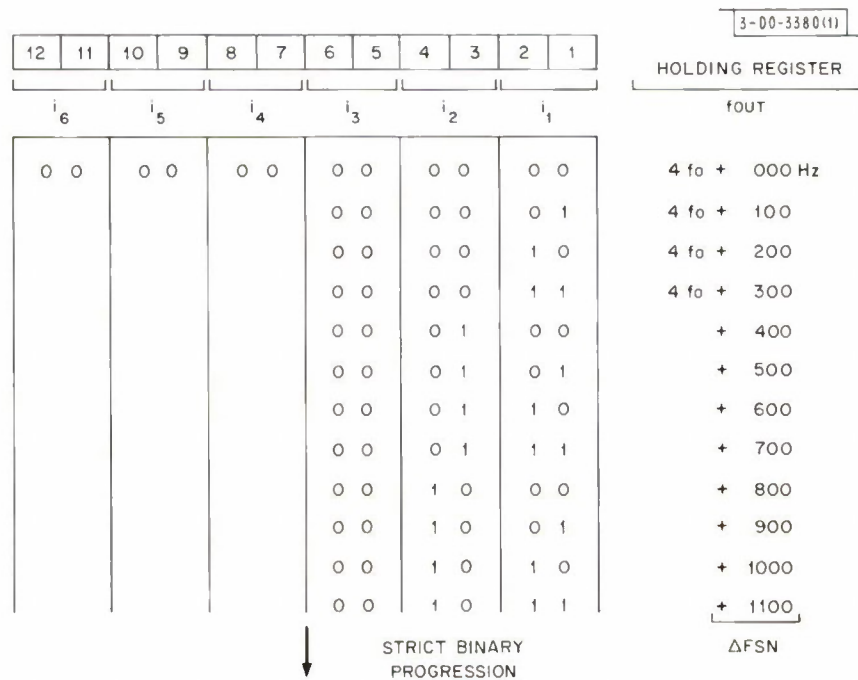 3-00-3380(1)
12 11 10 9 8 7 6 5 4 3 2 1
HOLDING REGISTER
i6 i5 i4 i3 i2 i1 fOUT
0 0 0 0 0 0 0 0 0 0 0 0 4 fo + 000 Hz
0 0 0 0 0 1 4 fo + 100
0 0 0 0 1 0 4 fo + 200
0 0 0 0 1 1 4 fo + 300
0 0 0 1 0 0 + 400
0 0 0 1 0 1 + 500
0 0 0 1 1 0 + 600
0 0 0 1 1 1 + 700
0 0 1 0 0 0 + 800
0 0 1 0 0 1 + 900
0 0 1 0 1 0 + 1000
0 0 1 0 1 1 + 1100
STRICT BINARY
PROGRESSION
ΔFSN